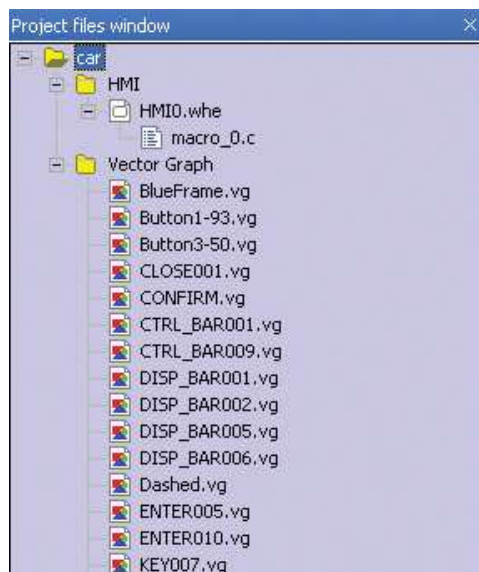 Project files window
car
HMI
HMI0.whe
macro_0.c
Vector Graph
BlueFrame.vg
Button1-93.vg
Button3-50.vg
CLOSE001.vg
CONFIRM.vg
CTRL_BAR001.vg
CTRL_BAR009.vg
DISP_BAR001.vg
DISP_BAR002.vg
DISP_BAR005.vg
DISP_BAR006.vg
Dashed.vg
ENTER005.vg
ENTER010.vg
KEY007.vg